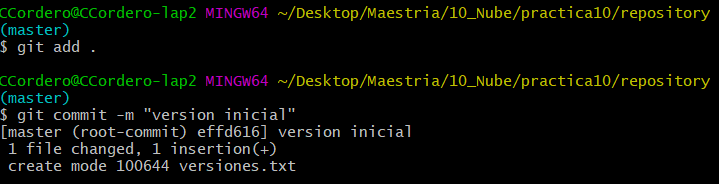 CCordero@CCordero-lap2 MINGW64 ~/Desktop/Maestria/10_Nube/practica10/repository
(master)
$ git add .
CCordero@CCordero-lap2 MINGW64 ~/Desktop/Maestria/10_Nube/practica10/repository
(master)
$ git commit -m "version inicial"
[master (root-commit) effd616] version inicial
 1 file changed, 1 insertion(+)
 create mode 100644 versiones.txt